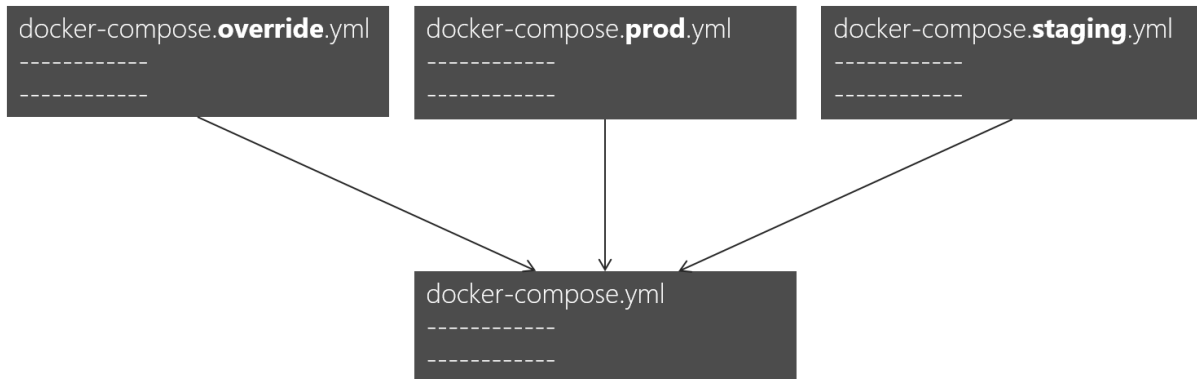 docker-compose.override.yml
------------
------------
docker-compose.prod.yml
------------
------------
docker-compose.staging.yml
------------
------------
docker-compose.yml
------------
------------